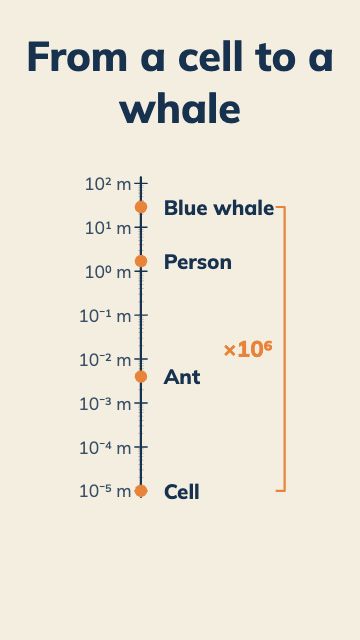 From a cell to a
whale
10² m
Blue whale
10¹ m
Person
10⁰ m
10⁻¹ m
×10⁶
10⁻² m
Ant
10⁻³ m
10⁻⁴ m
10⁻⁵ m
Cell